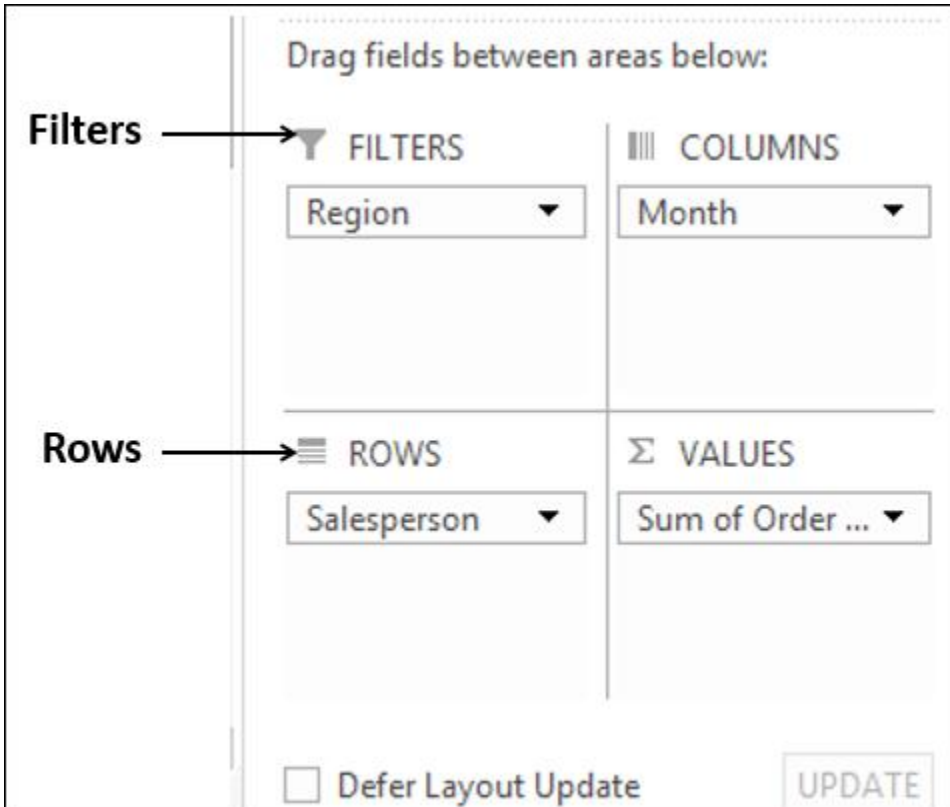 Drag fields between areas below:
Filters
FILTERS
COLUMNS
Region
Month
Rows
ROWS
Σ VALUES
Salesperson
Sum of Order ...
Defer Layout Update
UPDATE